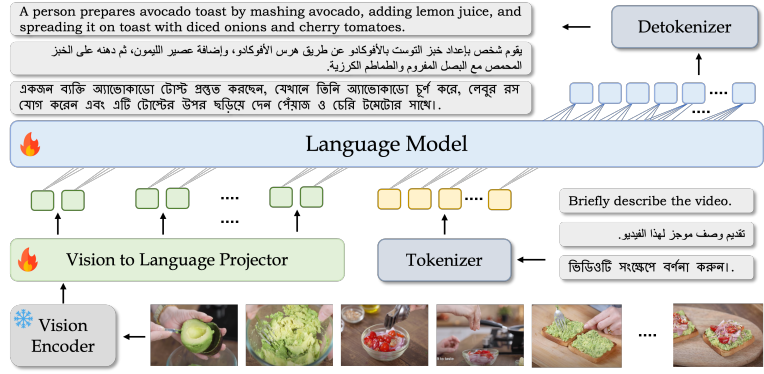 A person prepares avocado toast by mashing avocado, adding lemon juice, and
spreading it on toast with diced onions and cherry tomatoes.
Detokenizer
يقوم شخص بإعداد خبز التوست بالأفوكادو عن طريق هرس الأفوكادو، وإضافة عصير الليمون، ثم دهنه على الخبز
المحمص مع البصل المفروم والطماطم الكرزية.
একজন ব্যক্তি অ্যাভোকাডো টোস্ট প্রস্তুত করছেন, যেখানে তিনি অ্যাভোকাডো চূর্ণ করে, লেবুর রস
যোগ করেন এবং এটি টোস্টের উপর ছড়িয়ে দেন পেঁয়াজ ও চেরি টমেটোর সাথে।.
Language Model
Briefly describe the video.
تقديم وصف موجز لهذا الفيديو.
ভিডিওটি সংক্ষেপে বর্ণনা করুন।.
Vision to Language Projector
Tokenizer
Vision
Encoder